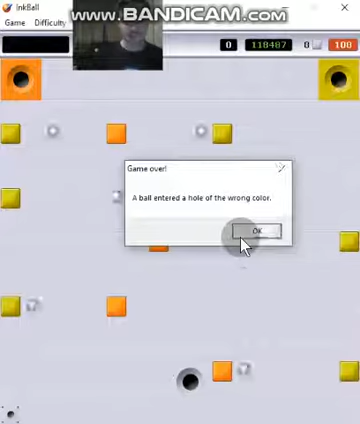 InkBall
www.BANDICAM.com
Game Difficulty
0 118487 0 100
Game over!
A ball entered a hole of the wrong color.
OK